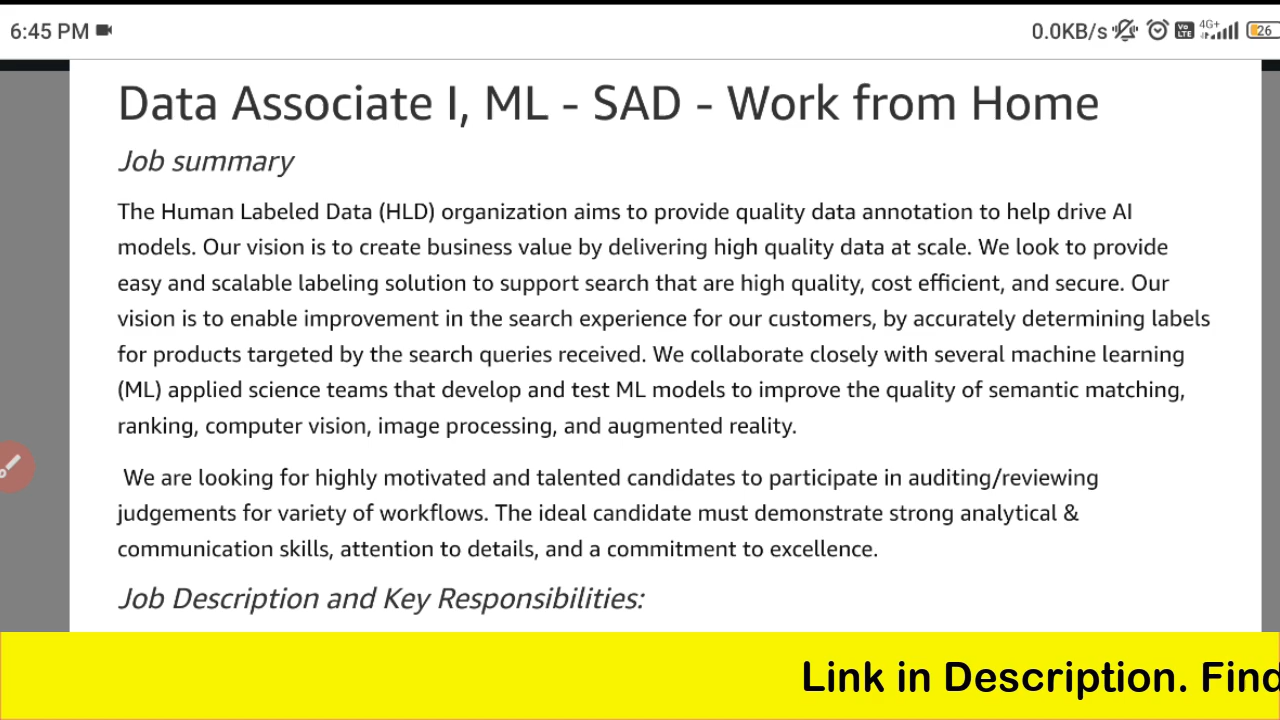 6:45 PM
0.0KB/s
4G+
Vo LTE
26
Data Associate I, ML - SAD - Work from Home
Job summary
The Human Labeled Data (HLD) organization aims to provide quality data annotation to help drive AI
models. Our vision is to create business value by delivering high quality data at scale. We look to provide
easy and scalable labeling solution to support search that are high quality, cost efficient, and secure. Our
vision is to enable improvement in the search experience for our customers, by accurately determining labels
for products targeted by the search queries received. We collaborate closely with several machine learning
(ML) applied science teams that develop and test ML models to improve the quality of semantic matching,
ranking, computer vision, image processing, and augmented reality.
We are looking for highly motivated and talented candidates to participate in auditing/reviewing
judgements for variety of workflows. The ideal candidate must demonstrate strong analytical &
communication skills, attention to details, and a commitment to excellence.
Job Description and Key Responsibilities:
Link in Description. Find